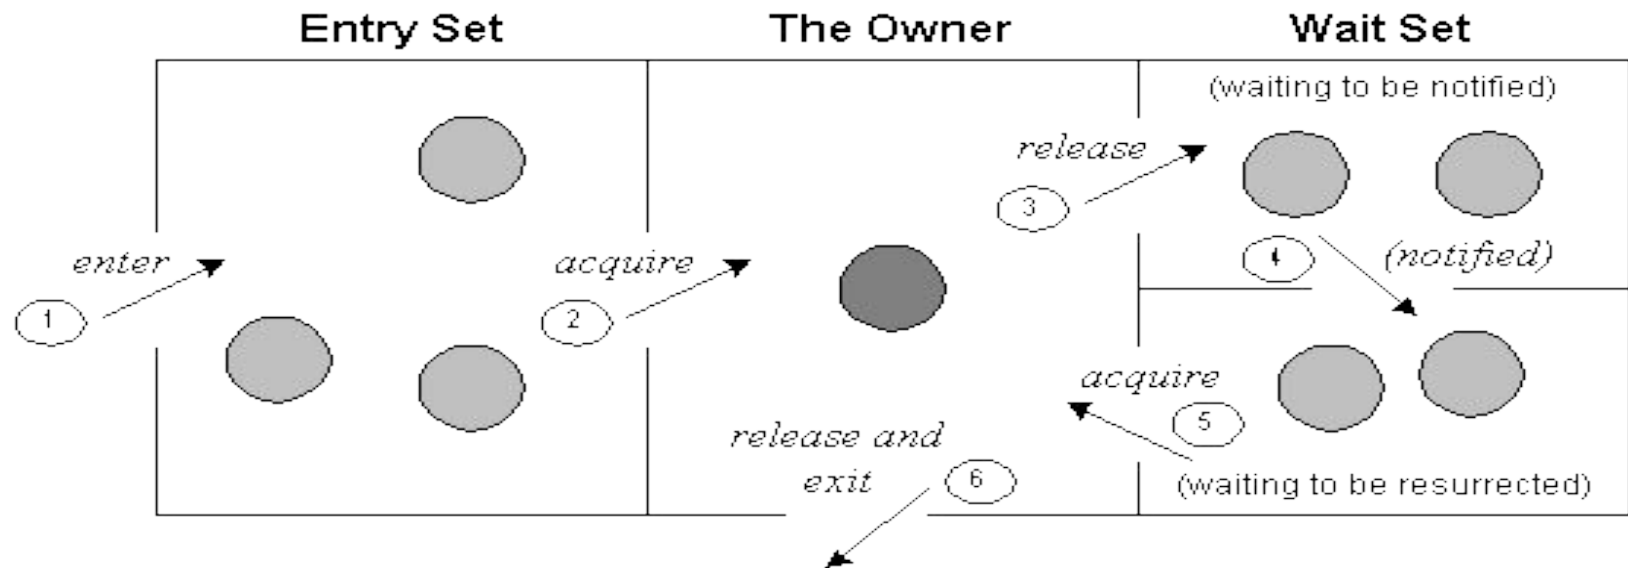 Entry Set
The Owner
Wait Set
(waiting to be notified)
release
3
enter
1
acquire
2
4
(notified)
acquire
5
release and
exit
6
(waiting to be resurrected)